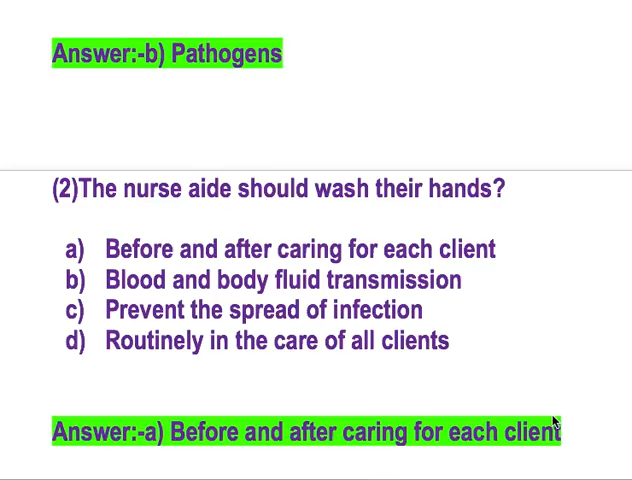 Answer:-b) Pathogens
(2)The nurse aide should wash their hands?
a) Before and after caring for each client
b) Blood and body fluid transmission
c) Prevent the spread of infection
d) Routinely in the care of all clients
Answer:-a) Before and after caring for each client